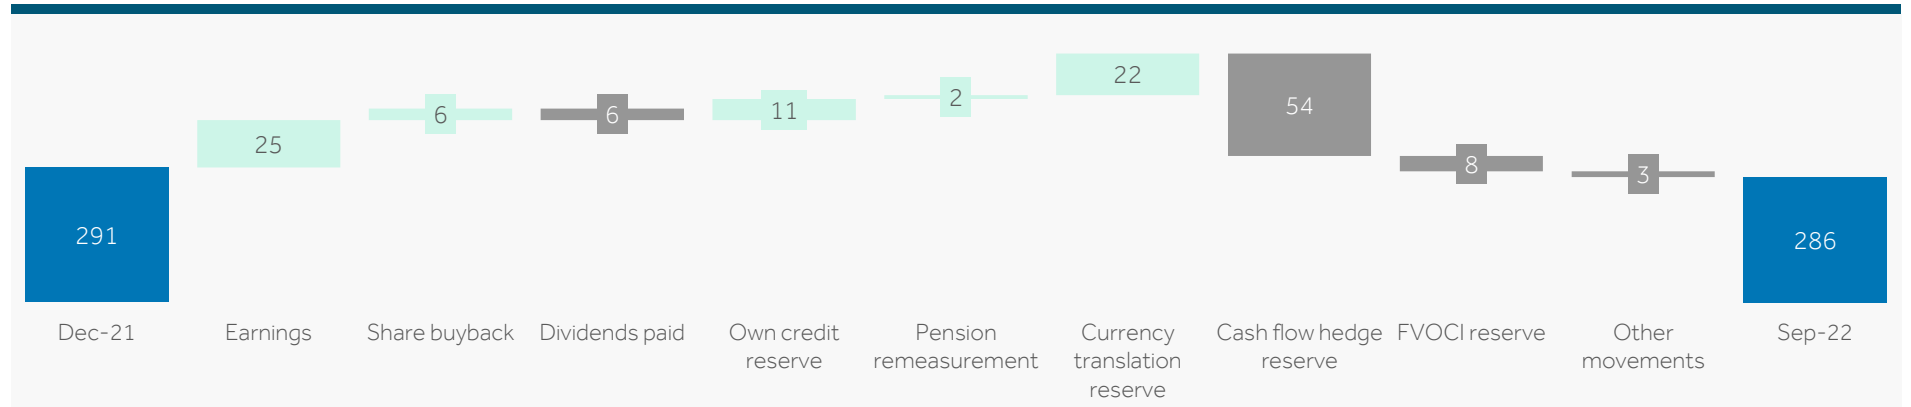 291
25
6
6
11
2
22
54
8
3
286
Dec-21
Earnings
Share buyback
Dividends paid
Own credit
reserve
Pension
remeasurement
Currency
translation
reserve
Cash flow hedge
reserve
FVOCI reserve
Other
movements
Sep-22